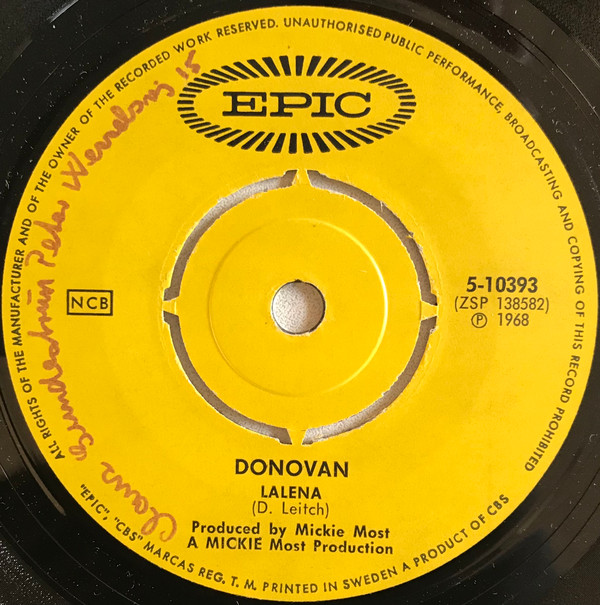 ALL RIGHTS OF THE MANUFACTURER AND OF THE OWNER OF THE RECORDED WORK RESERVED. UNAUTHORISED PUBLIC PERFORMANCE, BROADCASTING AND COPYING OF THIS RECORD PROHIBITED
EPIC
Peter
15
NCB
5-10393
(ZSP 138582)
℗ 1968
DONOVAN
LALENA
(D. Leitch)
Produced by Mickie Most
A MICKIE Most Production
"EPIC", "CBS" MARCAS REG. T. M. PRINTED IN SWEDEN A PRODUCT OF CBS